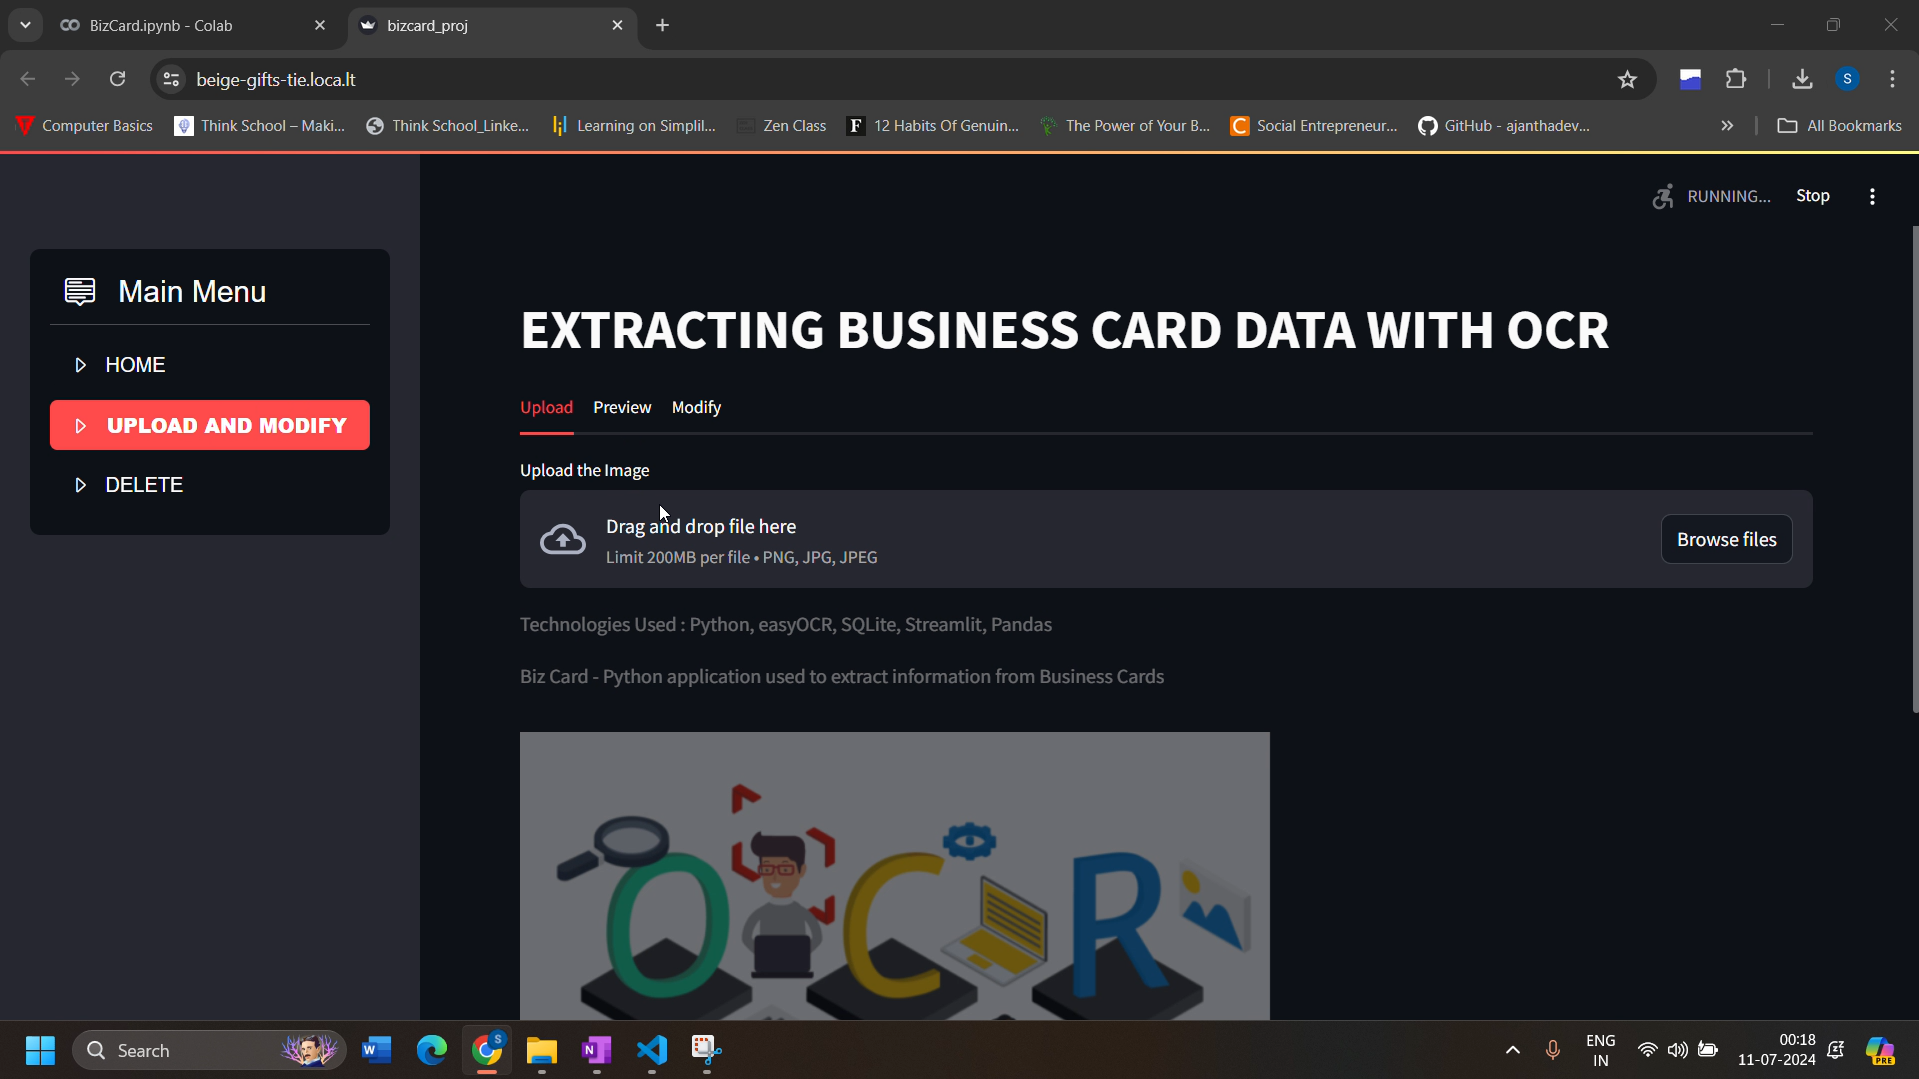 BizCard.ipynb - Colab
bizcard_proj
beige-gifts-tie.loca.lt
S
Computer Basics
Think School – Maki...
Think School_Linke...
Learning on Simplil...
Zen Class
F
12 Habits Of Genuin...
The Power of Your B...
C
Social Entrepreneur...
GitHub - ajanthadev...
All Bookmarks
RUNNING...
Stop
Main Menu
HOME
UPLOAD AND MODIFY
DELETE
EXTRACTING BUSINESS CARD DATA WITH OCR
Upload
Preview
Modify
Upload the Image
Drag and drop file here
Limit 200MB per file • PNG, JPG, JPEG
Browse files
Technologies Used : Python, easyOCR, SQLite, Streamlit, Pandas
Biz Card - Python application used to extract information from Business Cards
OCR
Search
W
S
N
ENG
IN
00:18
11-07-2024
PRE